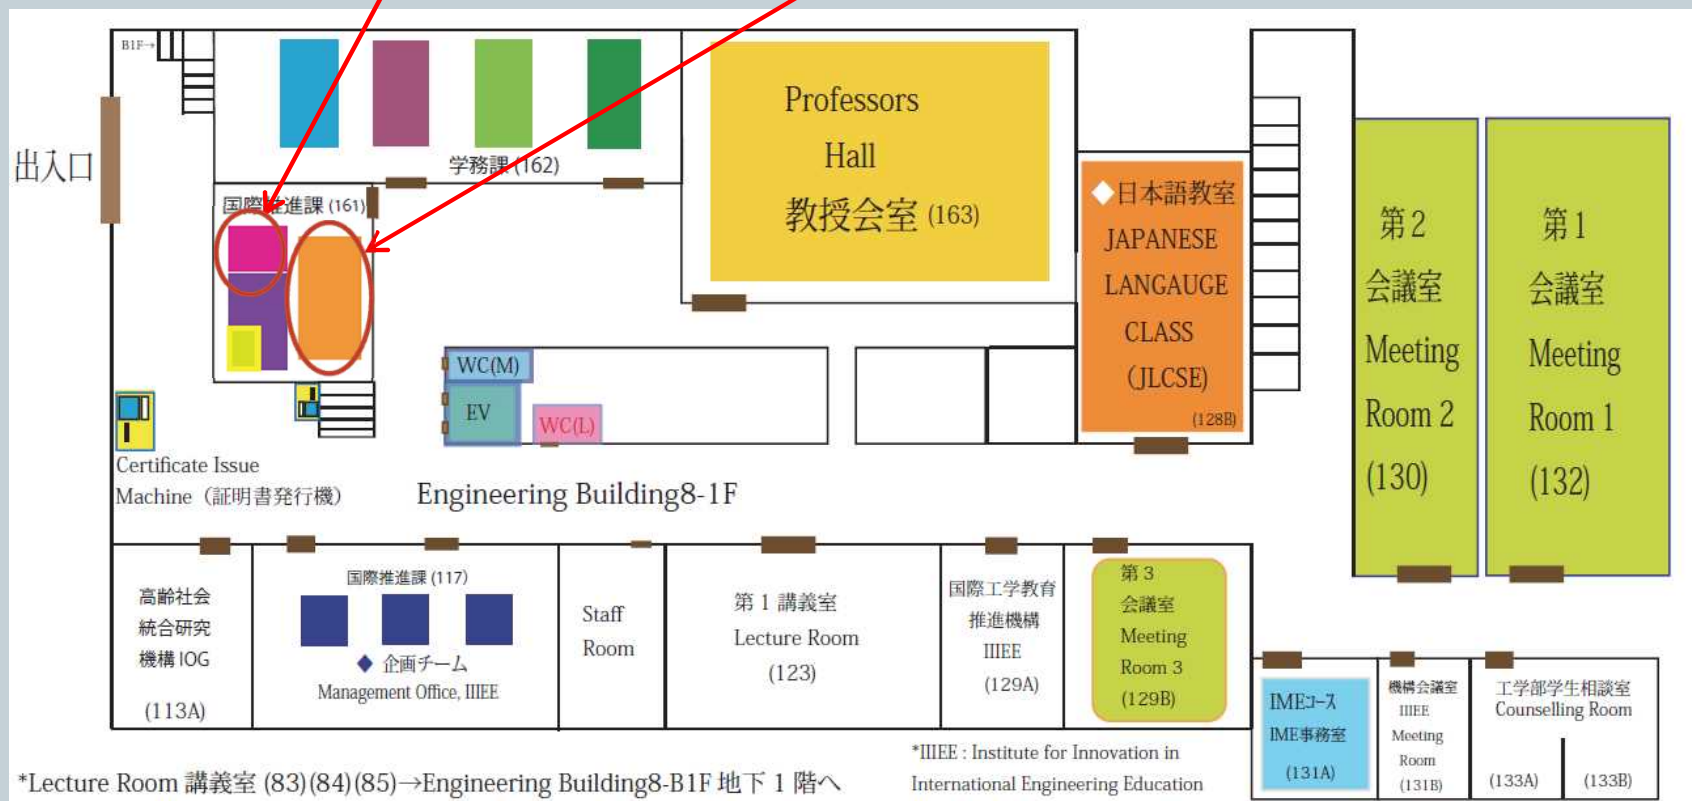 B1F→
出入口
学務課 (162)
国際推進課 (161)
Professors
Hall
教授会室 (163)
◆日本語教室
JAPANESE
LANGAUGE
CLASS
(JLCSE)
(128B)
第 2
会議室
Meeting
Room 2
(130)
第 1
会議室
Meeting
Room 1
(132)
WC(M)
EV
WC(L)
Certificate Issue
Machine（証明書発行機）
Engineering Building8-1F
高齢社会
統合研究
機構 IOG
(113A)
国際推進課 (117)
◆ 企画チーム
Management Office, IIIEE
Staff
Room
第 1 講義室
Lecture Room
(123)
国際工学教育
推進機構
IIIEE
(129A)
第 3
会議室
Meeting
Room 3
(129B)
IMEコース
IME事務室
(131A)
機構会議室
IIIEE
Meeting
Room
(131B)
工学部学生相談室
Counselling Room
(133A)
(133B)
*Lecture Room 講義室 (83)(84)(85)→Engineering Building8-B1F 地下 1 階へ
*IIIEE : Institute for Innovation in
International Engineering Education